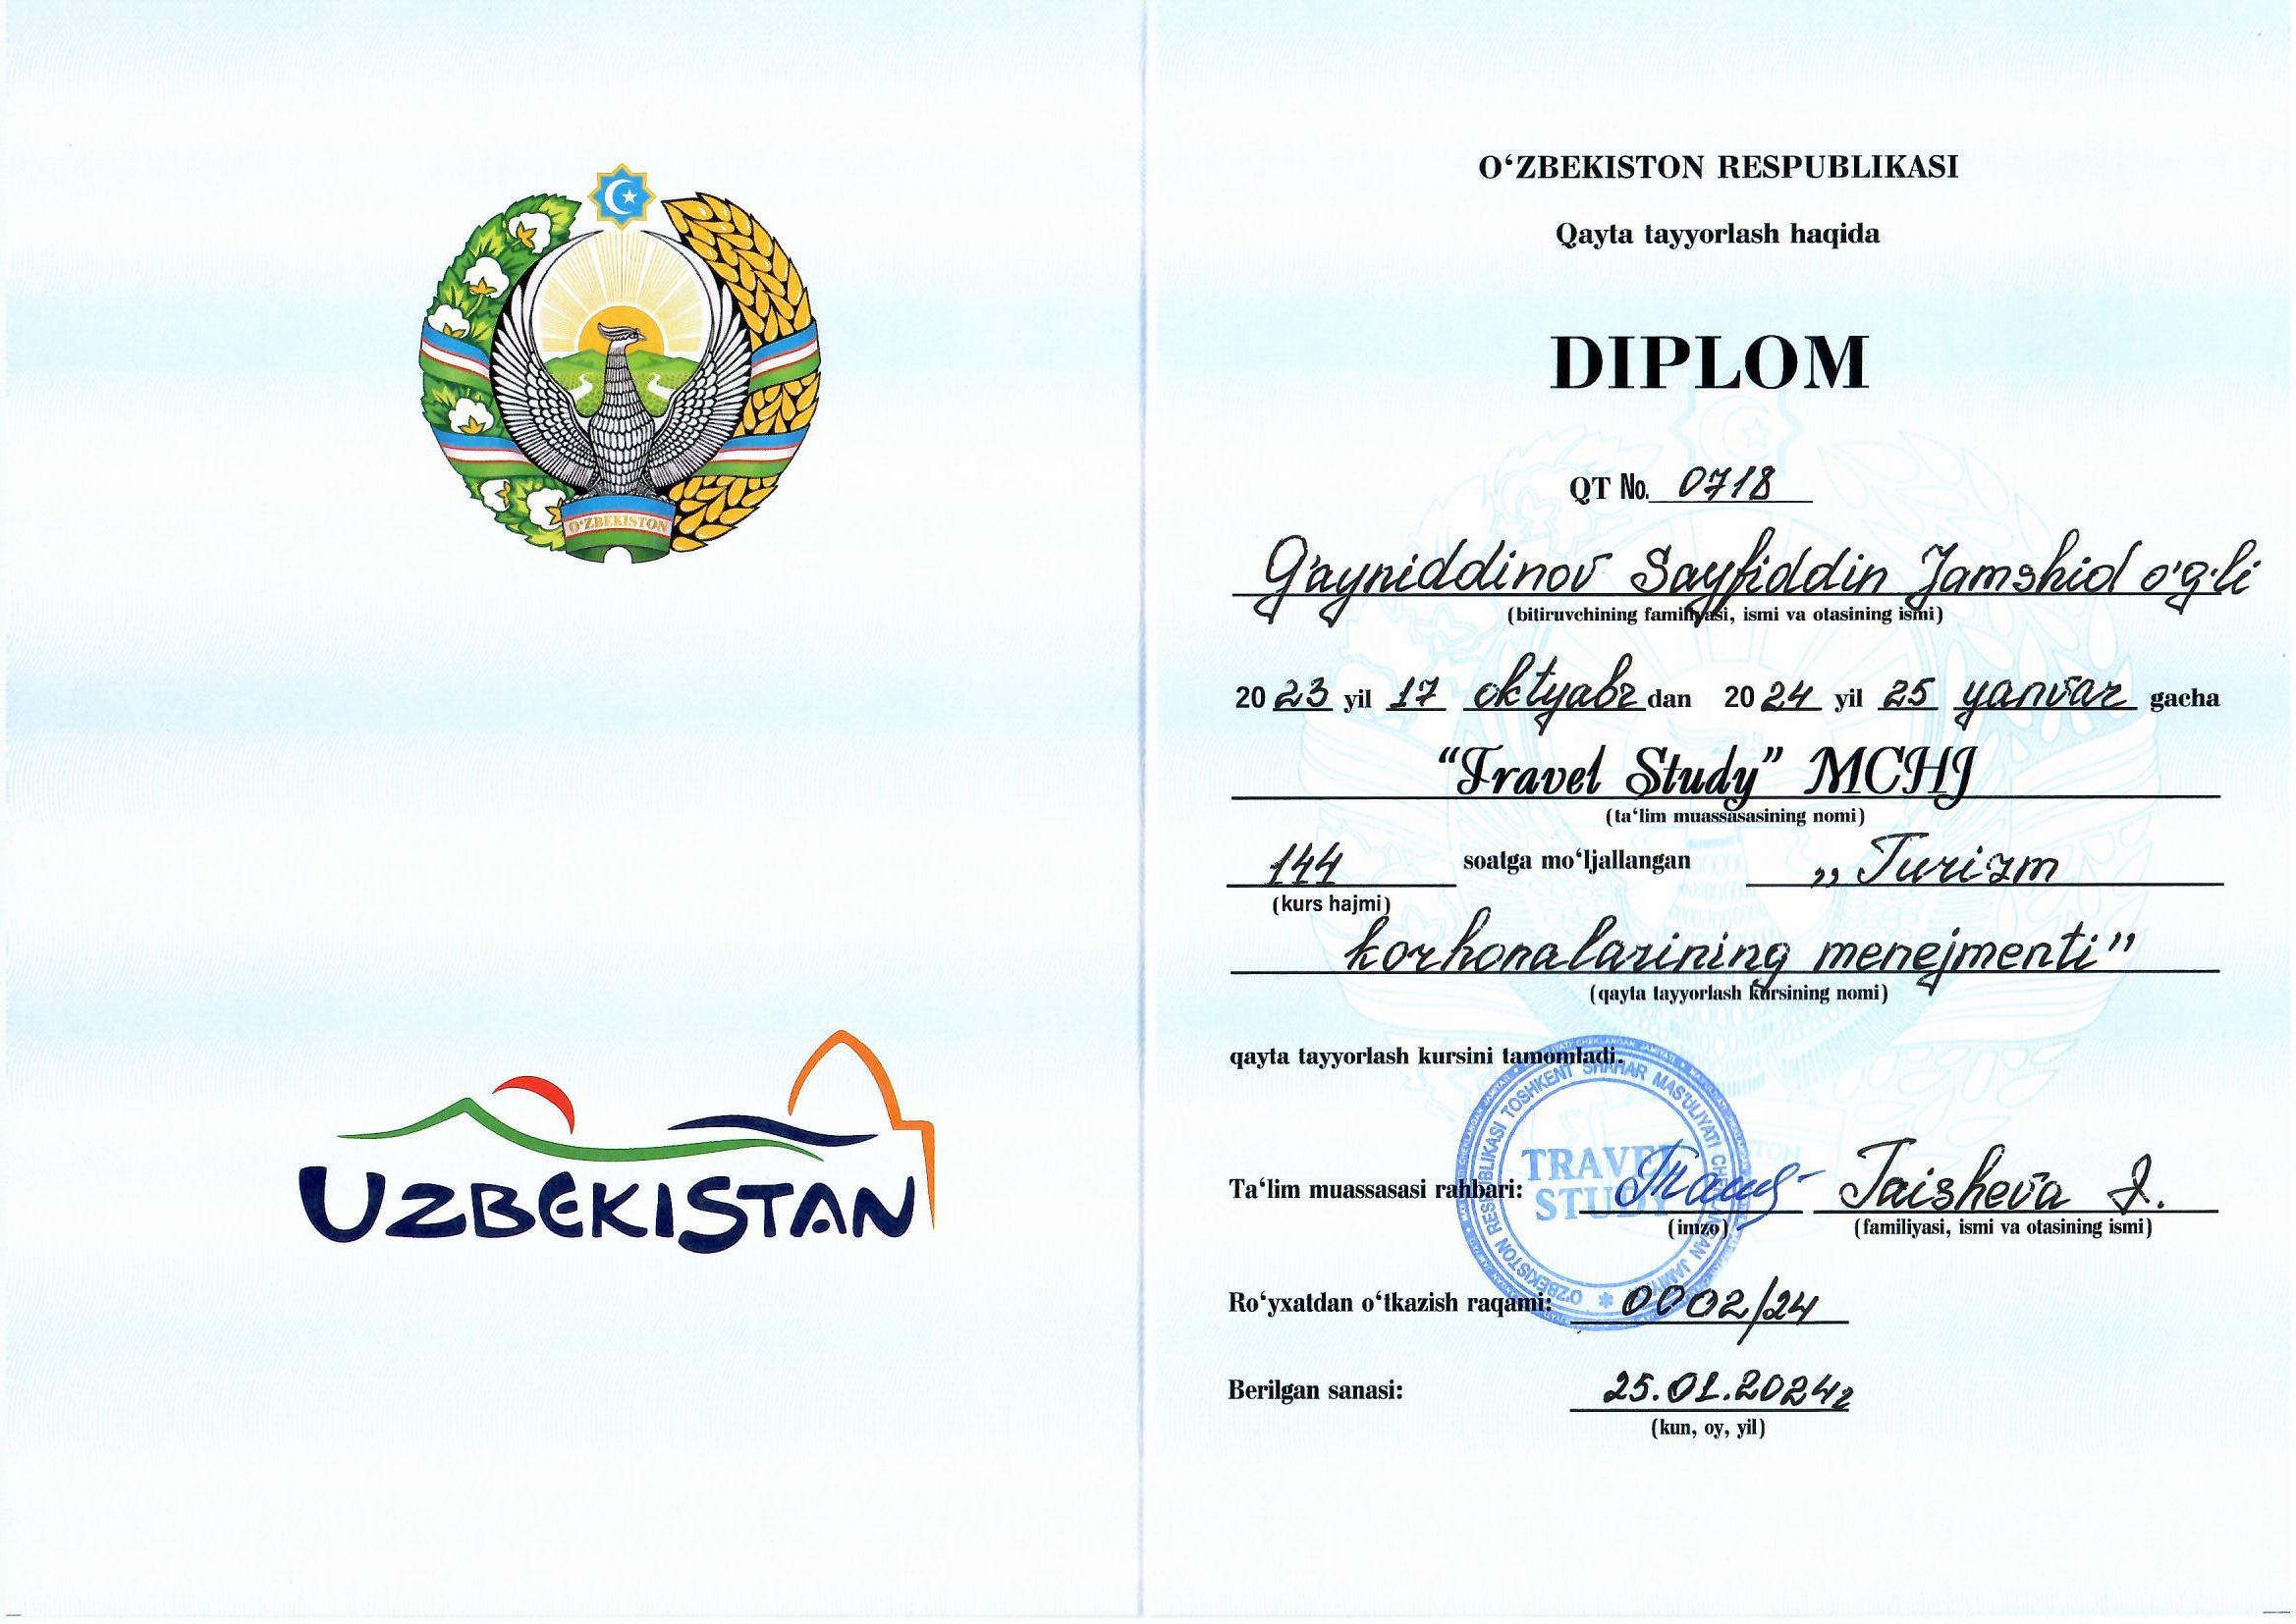 O'ZBEKISTON
UZBEKISTAN
O‘ZBEKISTON RESPUBLIKASI
Qayta tayyorlash haqida
DIPLOM
QT No. 0718
G'ayniddinov Sayfiddin Jamshid o'g'li
(bitiruvchining familiyasi, ismi va otasining ismi)
2023 yil 17 oktyabr dan 2024 yil 25 yanvar gacha
“Travel Study” MCHJ
(ta‘lim muassasasining nomi)
144 soatga mo‘ljallangan „Turizm
(kurs hajmi)
korhonalarining menejmenti”
(qayta tayyorlash kursining nomi)
qayta tayyorlash kursini tamomladi.
O'ZBEKISTON RESPUBLIKASI TOSHKENT SHAHAR MAS'ULIYATI CHEKLANGAN JAMIYATI
TRAVEL
STUDY
Ta‘lim muassasasi rahbari: Taisheva J.
(imzo) (familiyasi, ismi va otasining ismi)
Ro‘yxatdan o‘tkazish raqami: 0002/24
Berilgan sanasi: 25.01.2024
(kun, oy, yil)